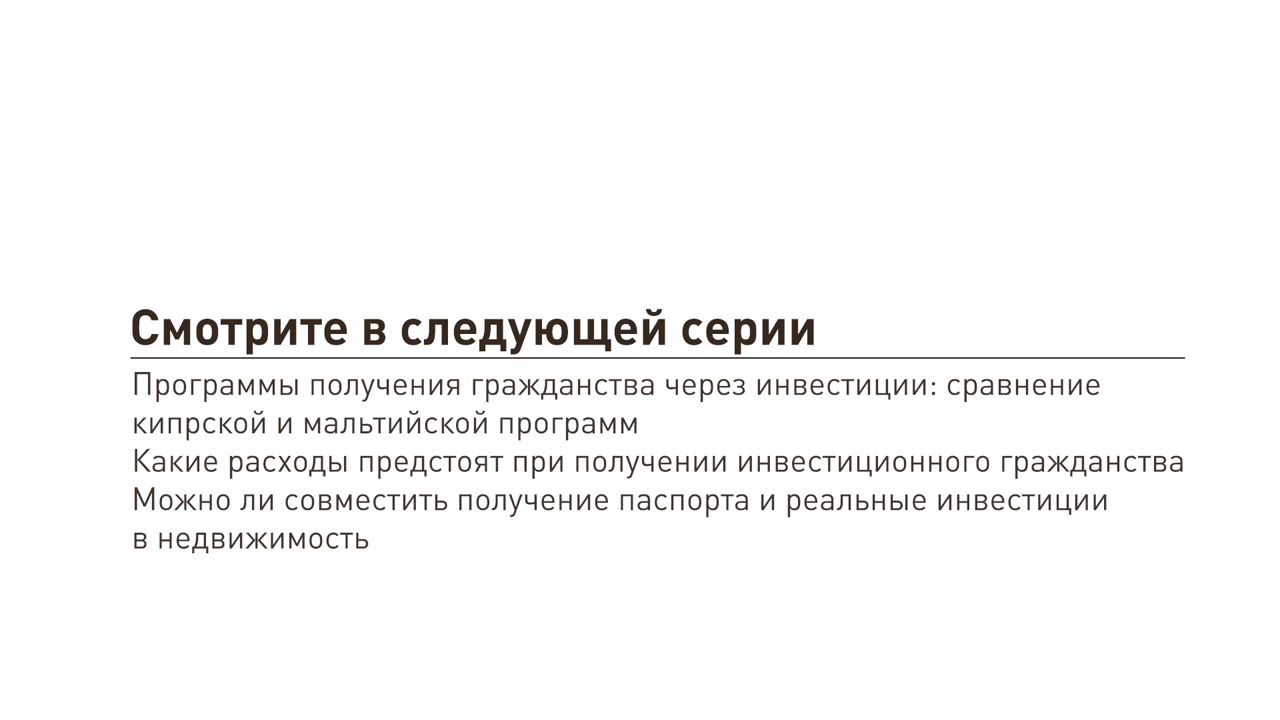 Смотрите в следующей серии
Программы получения гражданства через инвестиции: сравнение
кипрской и мальтийской программ
Какие расходы предстоят при получении инвестиционного гражданства
Можно ли совместить получение паспорта и реальные инвестиции
в недвижимость